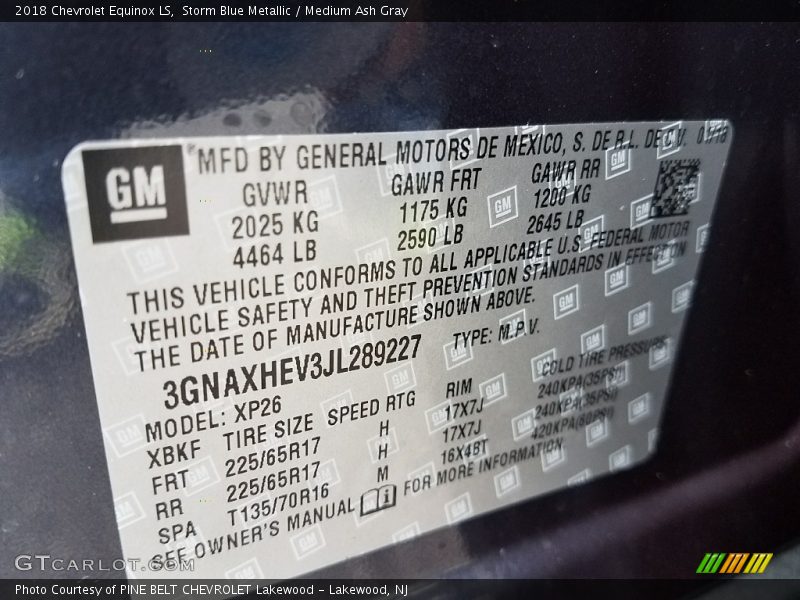 2018 Chevrolet Equinox LS, Storm Blue Metallic / Medium Ash Gray
GM
MFD BY GENERAL MOTORS DE MEXICO, S. DE R.L. DE C.V. 01/18
GVWR GAWR FRT GAWR RR
2025 KG 1175 KG 1200 KG
4464 LB 2590 LB 2645 LB
THIS VEHICLE CONFORMS TO ALL APPLICABLE U.S. FEDERAL MOTOR
VEHICLE SAFETY AND THEFT PREVENTION STANDARDS IN EFFECT ON
THE DATE OF MANUFACTURE SHOWN ABOVE.
3GNAXHEV3JL289227 TYPE: M.P.V.
MODEL: XP26
XBKF TIRE SIZE SPEED RTG RIM COLD TIRE PRESSURE
FRT 225/65R17 H 17X7J 240KPA(35PSI)
RR 225/65R17 H 17X7J 240KPA(35PSI)
SPA T135/70R16 M 16X4BT 420KPA(60PSI)
SEE OWNER'S MANUAL FOR MORE INFORMATION
GTCARLOT.COM
Photo Courtesy of PINE BELT CHEVROLET Lakewood - Lakewood, NJ